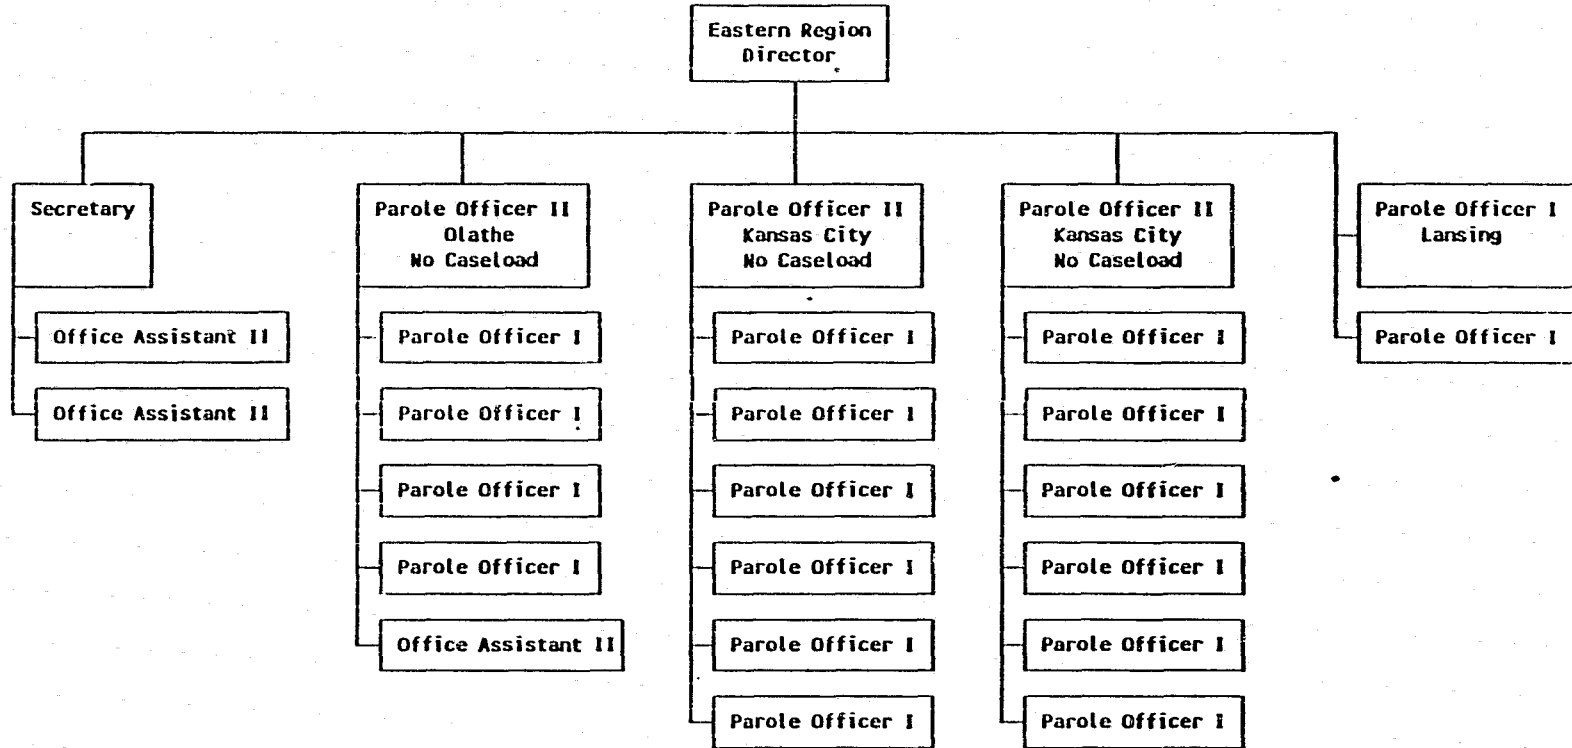 Eastern Region
Director
Secretary
Parole Officer II
Olathe
No Caseload
Parole Officer II
Kansas City
No Caseload
Parole Officer II
Kansas City
No Caseload
Parole Officer I
Lansing
Office Assistant II
Office Assistant II
Parole Officer I
Parole Officer I
Parole Officer I
Parole Officer I
Office Assistant II
Parole Officer I
Parole Officer I
Parole Officer I
Parole Officer I
Parole Officer I
Parole Officer I
Parole Officer I
Parole Officer I
Parole Officer I
Parole Officer I
Parole Officer I
Parole Officer I
Parole Officer I